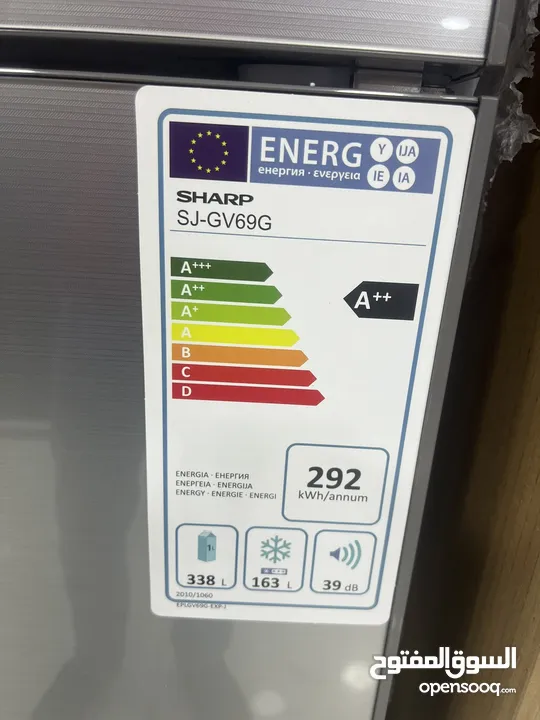 ENERG Y IJA
енергия · ενεργεια IE IA
SHARP
SJ-GV69G
A+++
A++
A+
A
B
C
D
A++
ENERGIA · ЕНЕРГИЯ
ΕΝΕΡΓΕΙΑ · ENERGIJA
ENERGY · ENERGIE · ENERGI
292
kWh/annum
338 L
163 L
39 dB
2010/1060
السوق المفتوح
opensooq.com